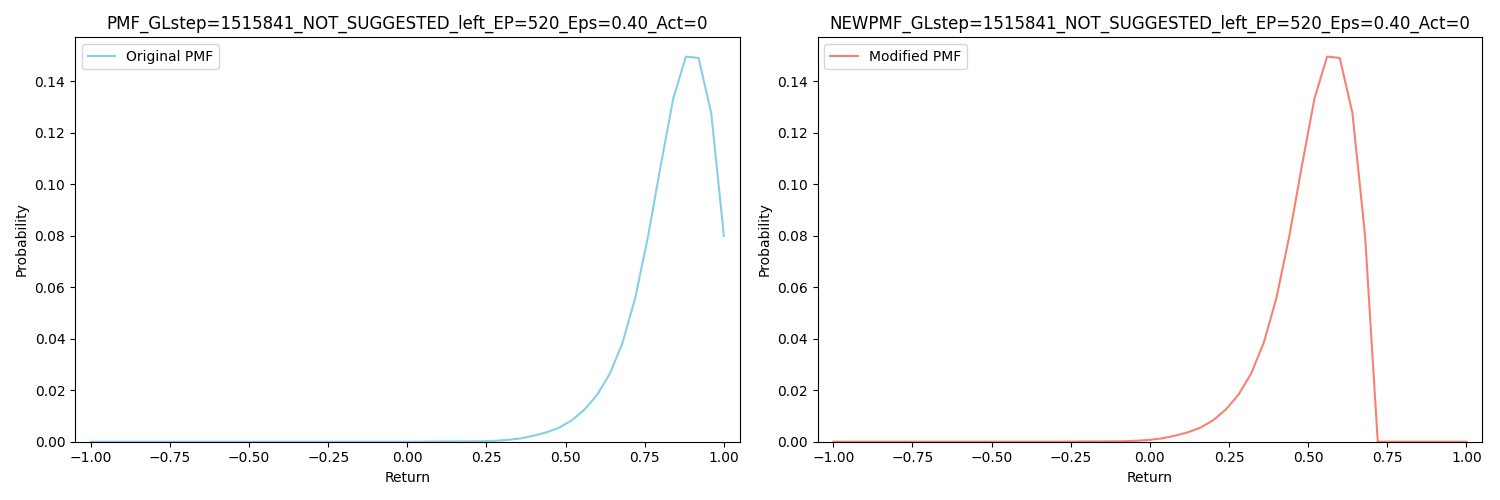 PMF_GLstep=1515841_NOT_SUGGESTED_left_EP=520_Eps=0.40_Act=0
Original PMF
Probability
0.14
0.12
0.10
0.08
0.06
0.04
0.02
0.00
−1.00 −0.75 −0.50 −0.25 0.00 0.25 0.50 0.75 1.00
Return
NEWPMF_GLstep=1515841_NOT_SUGGESTED_left_EP=520_Eps=0.40_Act=0
Modified PMF
Probability
0.14
0.12
0.10
0.08
0.06
0.04
0.02
0.00
−1.00 −0.75 −0.50 −0.25 0.00 0.25 0.50 0.75 1.00
Return